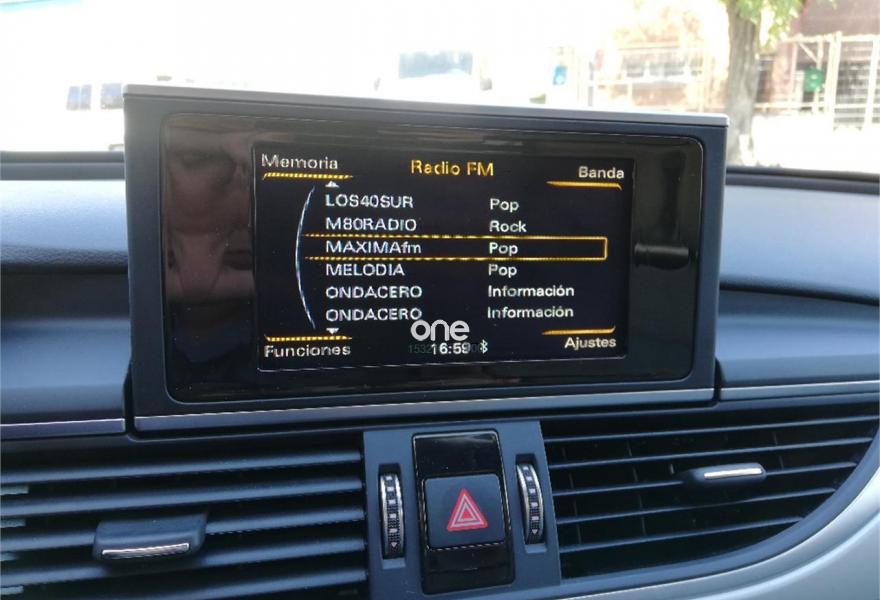 Memoria Radio FM Banda
LOS40SUR Pop
M80RADIO Rock
MAXIMAfm Pop
MELODIA Pop
ONDACERO Información
ONDACERO Información
one
Funciones 16:59 Ajustes